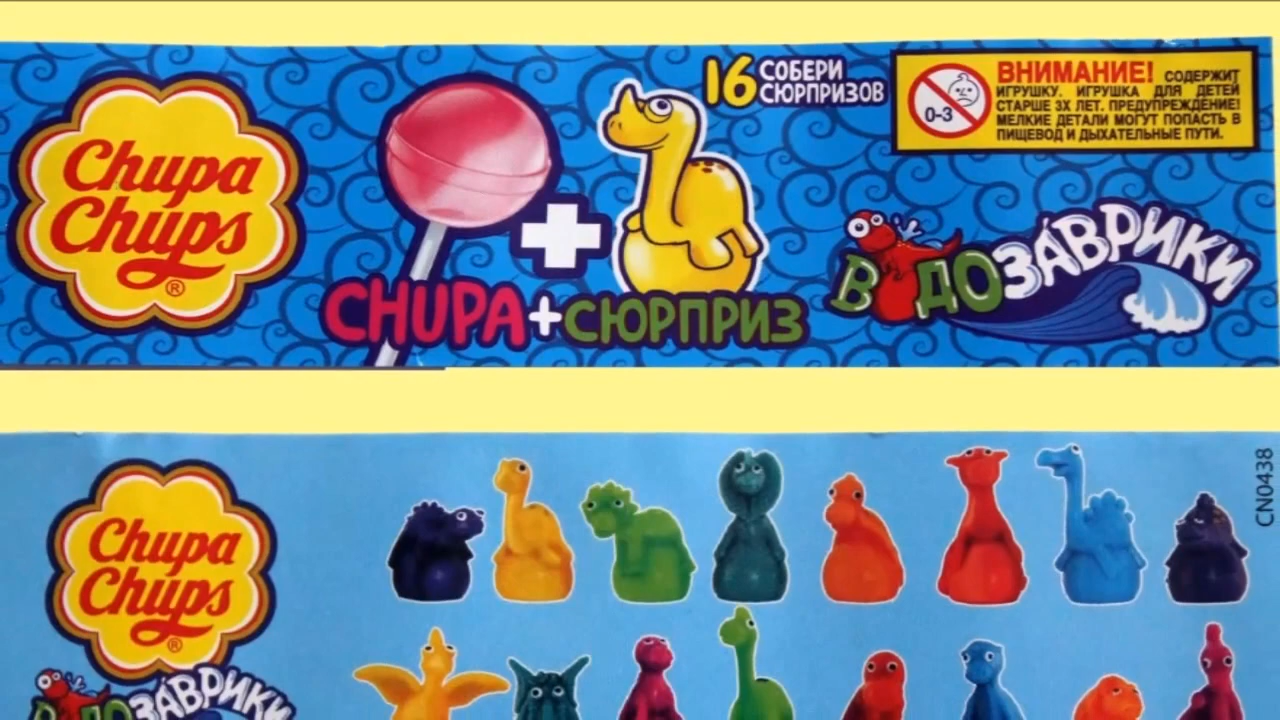 Chupa
Chups
®
CHUPA+СЮРПРИЗ
16 СОБЕРИ
СЮРПРИЗОВ
0-3
ВНИМАНИЕ! СОДЕРЖИТ
ИГРУШКУ. ИГРУШКА ДЛЯ ДЕТЕЙ
СТАРШЕ 3Х ЛЕТ. ПРЕДУПРЕЖДЕНИЕ!
МЕЛКИЕ ДЕТАЛИ МОГУТ ПОПАСТЬ В
ПИЩЕВОД И ДЫХАТЕЛЬНЫЕ ПУТИ.
ВОДОЗАВРИКИ
Chupa
Chups
®
ВОДОЗАВРИКИ
CN0438